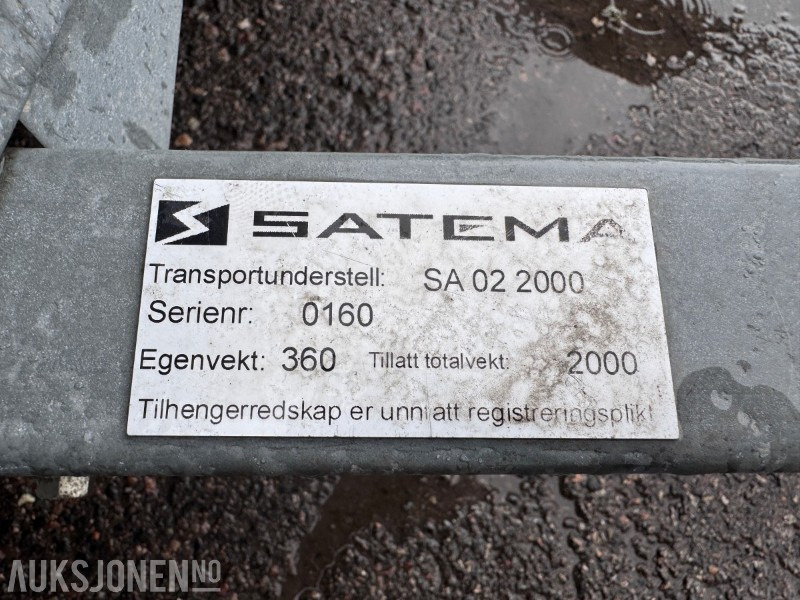 SATEMA
Transportunderstell: SA 02 2000
Serienr: 0160
Egenvekt: 360 Tillatt totalvekt: 2000
Tilhengerredskap er unntatt registreringsplikt
AUKSJONEN.NO